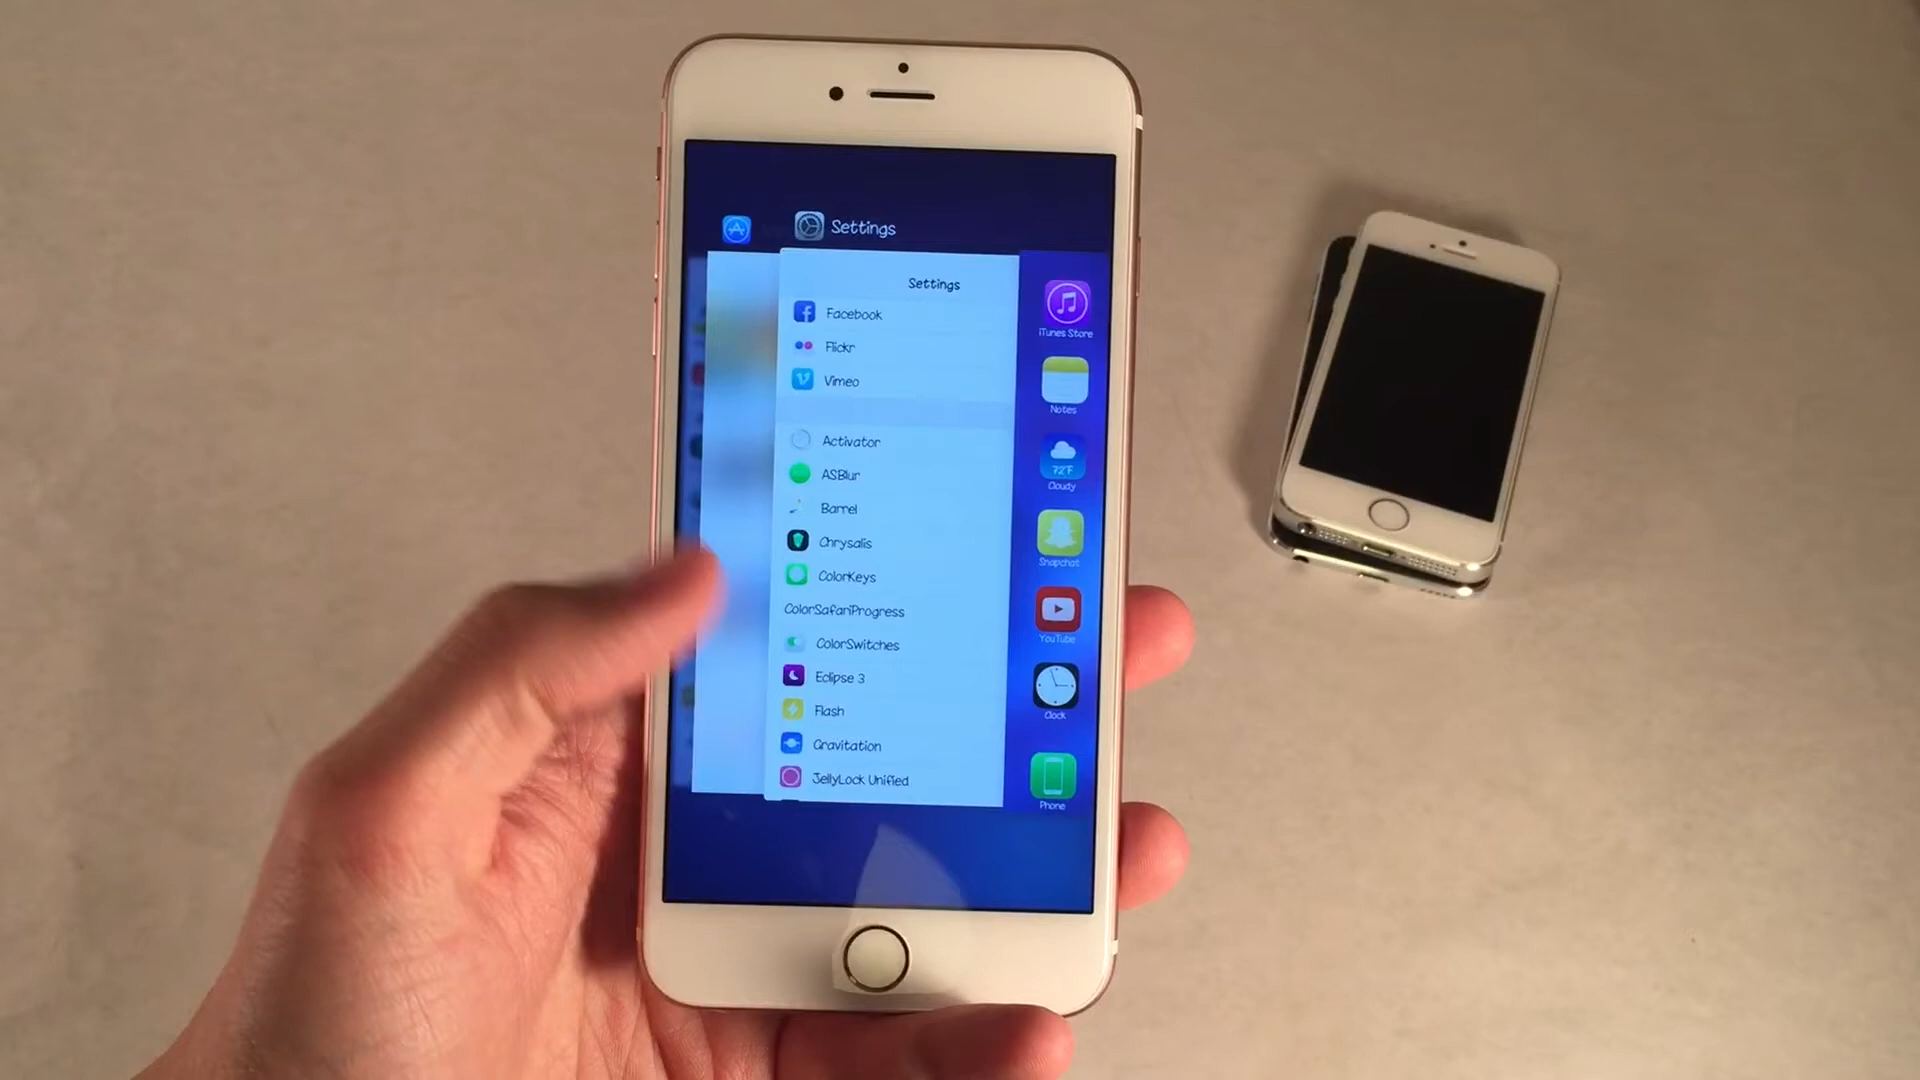 Settings
Settings
Facebook
Flickr
Vimeo
Activator
ASBlur
Barrel
Chrysalis
ColorKeys
ColorSafariProgress
ColorSwitches
Eclipse 3
Flash
Gravitation
JellyLock Unified
iTunes Store
Notes
72°F
Cloudy
Snapchat
YouTube
Clock
Phone